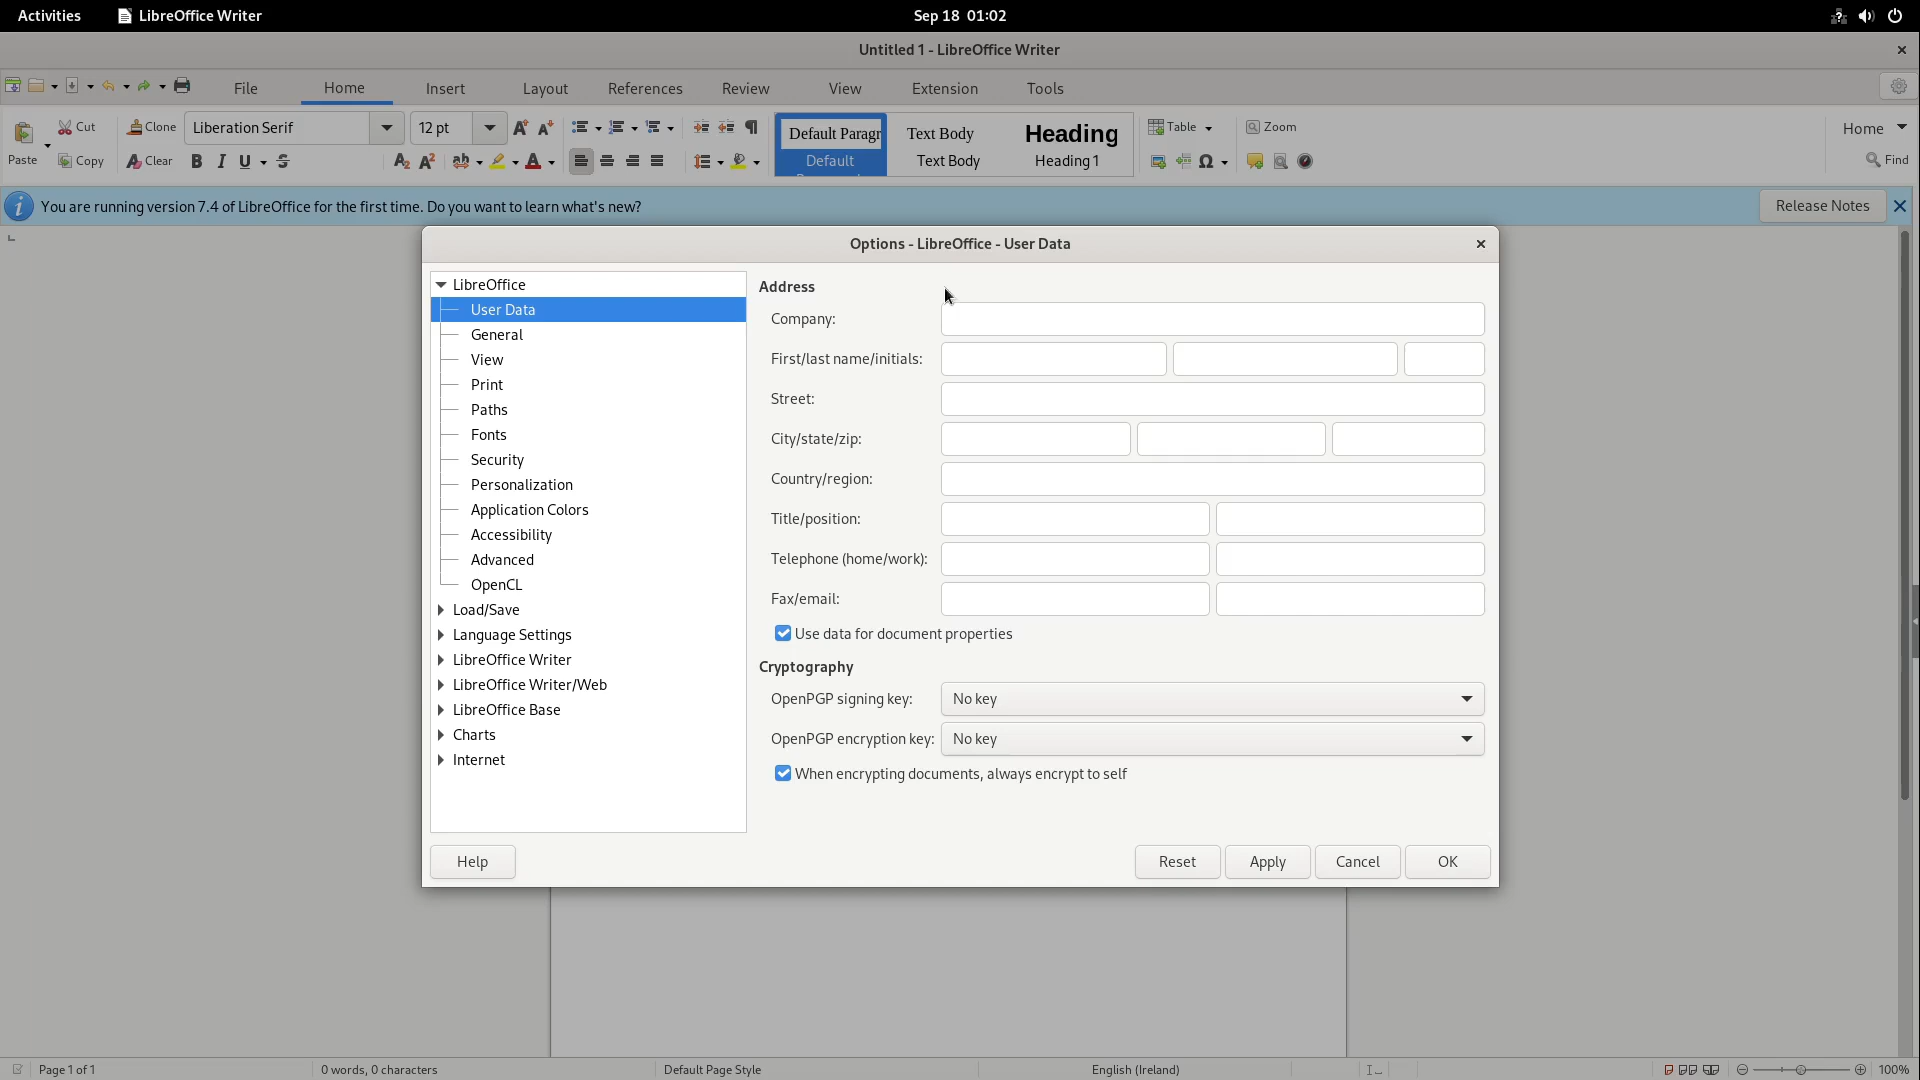 Activities LibreOffice Writer Sep 18 01:02
Untitled 1 - LibreOffice Writer
File Home Insert Layout References Review View Extension Tools
Paste Cut Copy Clone Clear Liberation Serif 12 pt
B I U S
Default Paragr Text Body Heading
Default Text Body Heading 1
Table Zoom Home Find
You are running version 7.4 of LibreOffice for the first time. Do you want to learn what's new? Release Notes
Options - LibreOffice - User Data
LibreOffice
User Data
General
View
Print
Paths
Fonts
Security
Personalization
Application Colors
Accessibility
Advanced
OpenCL
Load/Save
Language Settings
LibreOffice Writer
LibreOffice Writer/Web
LibreOffice Base
Charts
Internet
Address
Company:
First/last name/initials:
Street:
City/state/zip:
Country/region:
Title/position:
Telephone (home/work):
Fax/email:
Use data for document properties
Cryptography
OpenPGP signing key: No key
OpenPGP encryption key: No key
When encrypting documents, always encrypt to self
Help Reset Apply Cancel OK
Page 1 of 1 0 words, 0 characters Default Page Style English (Ireland) 100%